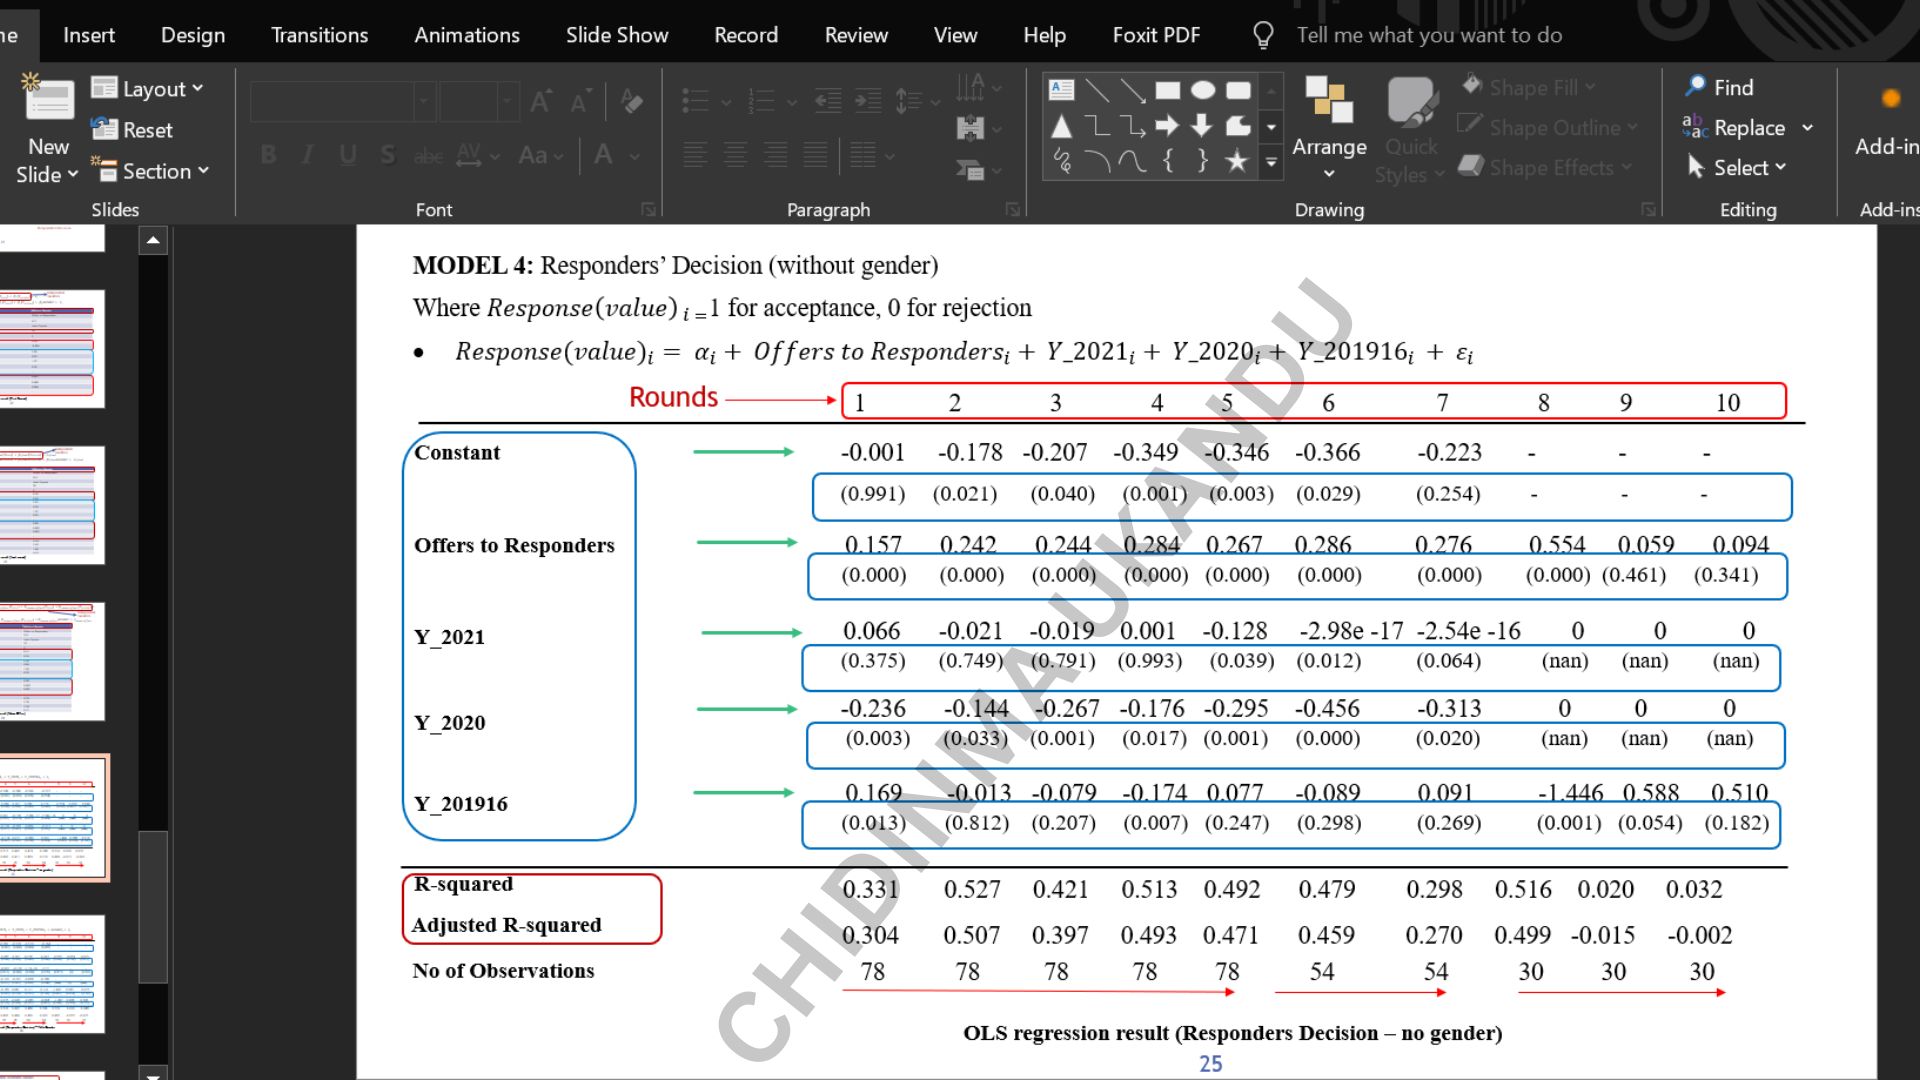 Insert Design Transitions Animations Slide Show Record Review View Help Foxit PDF Tell me what you want to do
New Slide
Layout
Reset
Section
Slides
B I U S abc AV Aa A
Font
Paragraph
Arrange
Quick Styles
Shape Fill
Shape Outline
Shape Effects
Drawing
Find
Replace
Select
Editing
Add-in
Add-ins
MODEL 4: Responders’ Decision (without gender)
Where Response(value) i = 1 for acceptance, 0 for rejection
• Response(value)i = αi + Offers to Respondersi + Y_2021i + Y_2020i + Y_201916i + εi
Rounds 1 2 3 4 5 6 7 8 9 10
Constant -0.001 -0.178 -0.207 -0.349 -0.346 -0.366 -0.223 - - -
(0.991) (0.021) (0.040) (0.001) (0.003) (0.029) (0.254) - - -
Offers to Responders 0.157 0.242 0.244 0.284 0.267 0.286 0.276 0.554 0.059 0.094
(0.000) (0.000) (0.000) (0.000) (0.000) (0.000) (0.000) (0.000) (0.461) (0.341)
Y_2021 0.066 -0.021 -0.019 0.001 -0.128 -2.98e -17 -2.54e -16 0 0 0
(0.375) (0.749) (0.791) (0.993) (0.039) (0.012) (0.064) (nan) (nan) (nan)
Y_2020 -0.236 -0.144 -0.267 -0.176 -0.295 -0.456 -0.313 0 0 0
(0.003) (0.033) (0.001) (0.017) (0.001) (0.000) (0.020) (nan) (nan) (nan)
Y_201916 0.169 -0.013 -0.079 -0.174 0.077 -0.089 0.091 -1.446 0.588 0.510
(0.013) (0.812) (0.207) (0.007) (0.247) (0.298) (0.269) (0.001) (0.054) (0.182)
R-squared 0.331 0.527 0.421 0.513 0.492 0.479 0.298 0.516 0.020 0.032
Adjusted R-squared 0.304 0.507 0.397 0.493 0.471 0.459 0.270 0.499 -0.015 -0.002
No of Observations 78 78 78 78 78 54 54 30 30 30
OLS regression result (Responders Decision – no gender)
25
CHIDINMA UKANDU